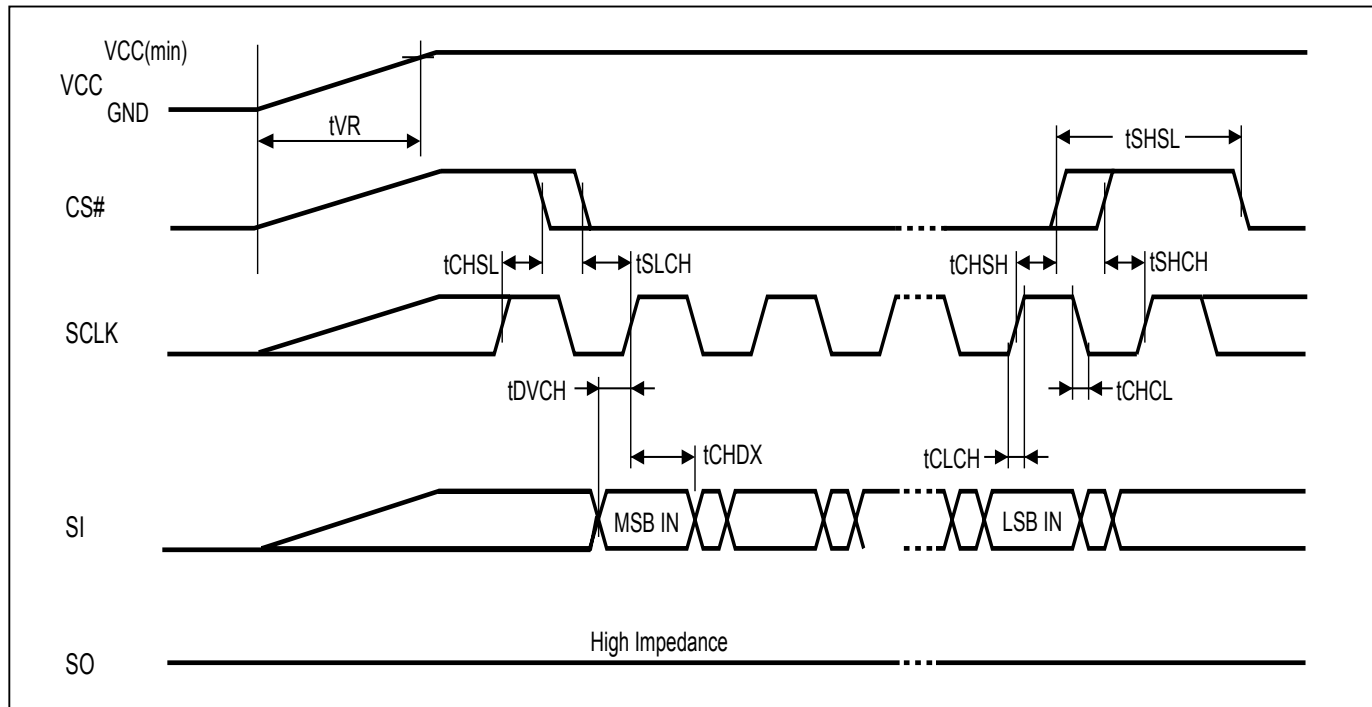 VCC(min)
VCC
GND
tVR
tSHSL
CS#
tCHSL
tSLCH
tCHSH
tSHCH
SCLK
tDVCH
tCHCL
tCHDX
tCLCH
SI
MSB IN
LSB IN
High Impedance
SO